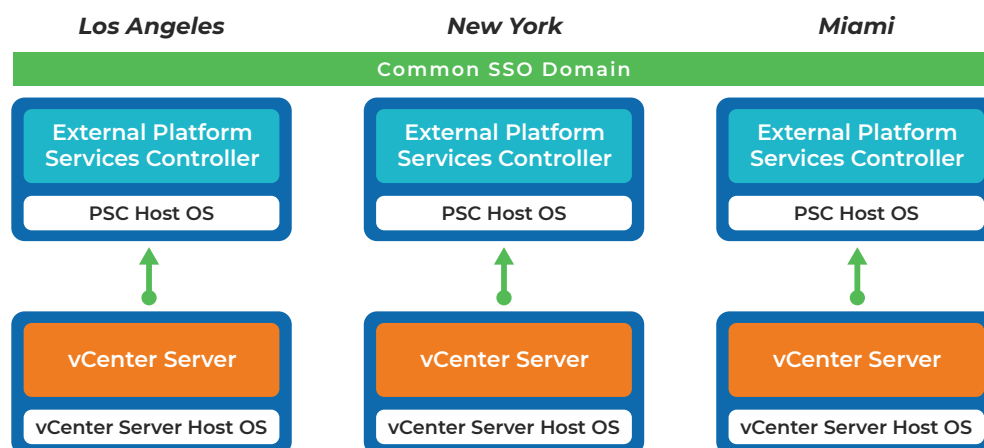 Los Angeles
New York
Miami
Common SSO Domain
External Platform
Services Controller
External Platform
Services Controller
External Platform
Services Controller
PSC Host OS
PSC Host OS
PSC Host OS
vCenter Server
vCenter Server
vCenter Server
vCenter Server Host OS
vCenter Server Host OS
vCenter Server Host OS